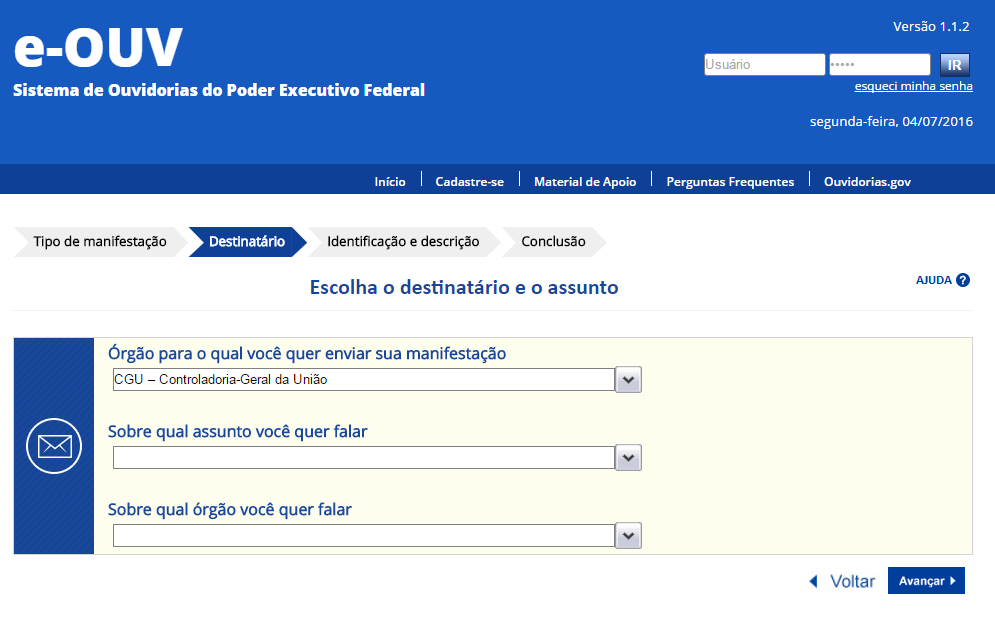 e-OUV
Sistema de Ouvidorias do Poder Executivo Federal
Versão 1.1.2
Usuário ••••• IR
esqueci minha senha
segunda-feira, 04/07/2016
Início Cadastre-se Material de Apoio Perguntas Frequentes Ouvidorias.gov
Tipo de manifestação Destinatário Identificação e descrição Conclusão
Escolha o destinatário e o assunto
AJUDA ?
Órgão para o qual você quer enviar sua manifestação
CGU – Controladoria-Geral da União
Sobre qual assunto você quer falar
Sobre qual órgão você quer falar
Voltar Avançar